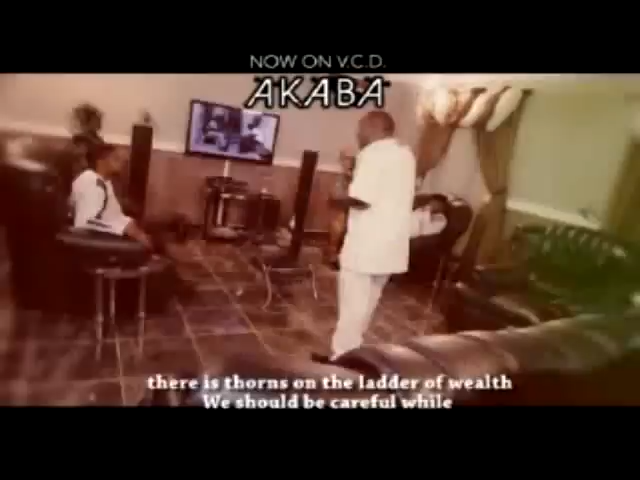 NOW ON V.C.D.
AKABA
there is thorns on the ladder of wealth
We should be careful while